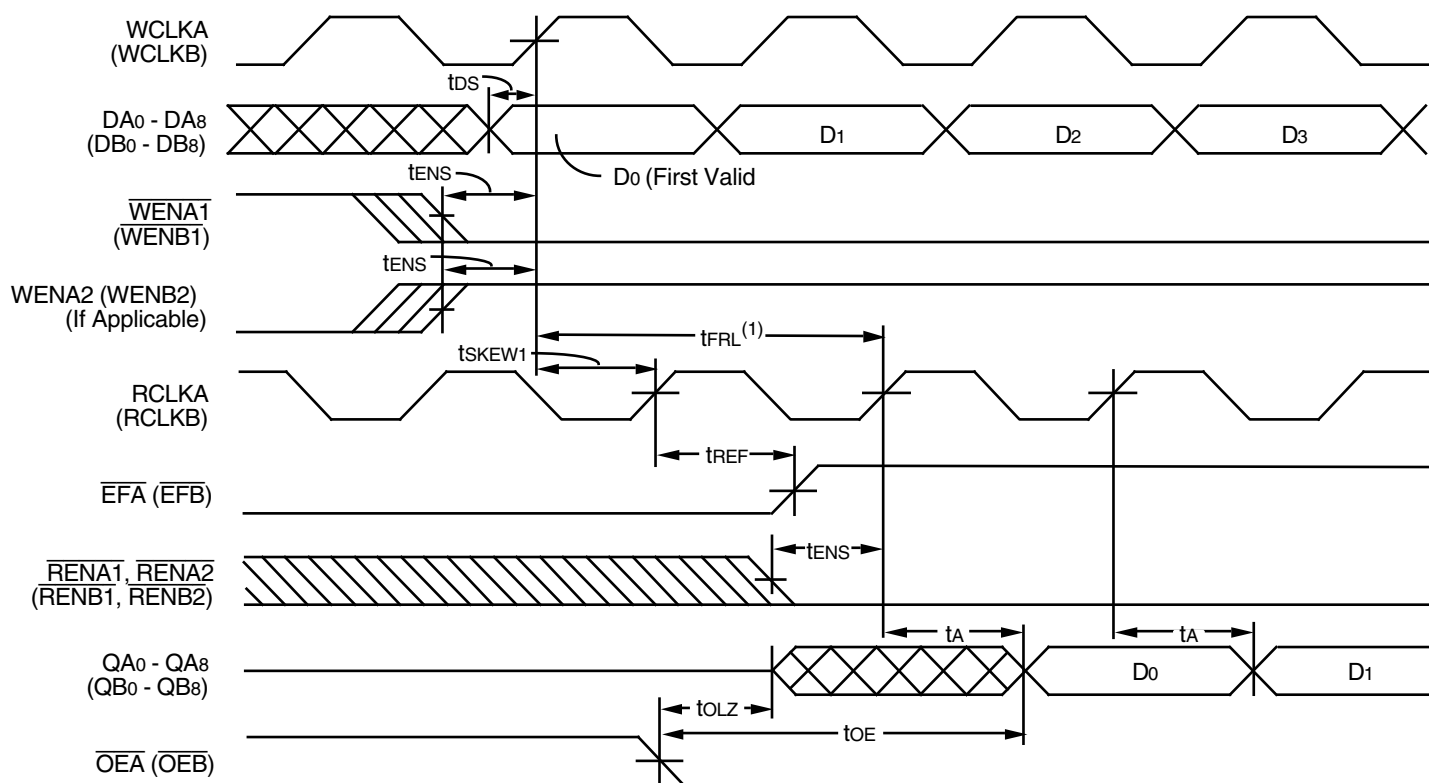 WCLKA
(WCLKB)
tDS
DA0 - DA8
(DB0 - DB8)
D1
D2
D3
D0 (First Valid
tENS
WENA1
(WENB1)
tENS
WENA2 (WENB2)
(If Applicable)
tFRL(1)
tSKEW1
RCLKA
(RCLKB)
tREF
EFA (EFB)
tENS
RENA1, RENA2
(RENB1, RENB2)
tA
tA
QA0 - QA8
(QB0 - QB8)
D0
D1
tOLZ
tOE
OEA (OEB)